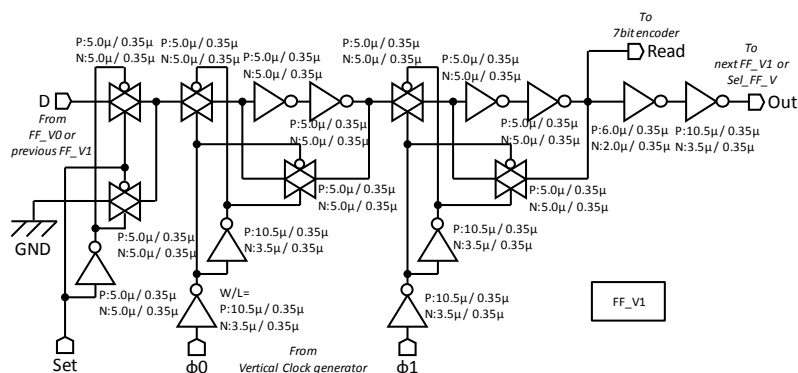 To
7bit encoder
Read
To
next FF_V1 or
Sel_FF_V
P:5.0μ/ 0.35μ
N:5.0μ/ 0.35μ
P:5.0μ/ 0.35μ
N:5.0μ/ 0.35μ
P:5.0μ/ 0.35μ
N:5.0μ/ 0.35μ
P:5.0μ/ 0.35μ
N:5.0μ/ 0.35μ
P:5.0μ/ 0.35μ
N:5.0μ/ 0.35μ
D
Out
From
FF_V0 or
previous FF_V1
P:5.0μ/ 0.35μ
N:5.0μ/ 0.35μ
P:5.0μ/ 0.35μ
N:5.0μ/ 0.35μ
P:6.0μ/ 0.35μ
N:2.0μ/ 0.35μ
P:10.5μ/ 0.35μ
N:3.5μ/ 0.35μ
P:5.0μ/ 0.35μ
N:5.0μ/ 0.35μ
P:5.0μ/ 0.35μ
N:5.0μ/ 0.35μ
GND
P:5.0μ/ 0.35μ
N:5.0μ/ 0.35μ
P:10.5μ/ 0.35μ
N:3.5μ/ 0.35μ
P:10.5μ/ 0.35μ
N:3.5μ/ 0.35μ
P:5.0μ/ 0.35μ
N:5.0μ/ 0.35μ
W/L=
P:10.5μ/ 0.35μ
N:3.5μ/ 0.35μ
P:10.5μ/ 0.35μ
N:3.5μ/ 0.35μ
FF_V1
Set
ϕ0
From
Vertical Clock generator
ϕ1